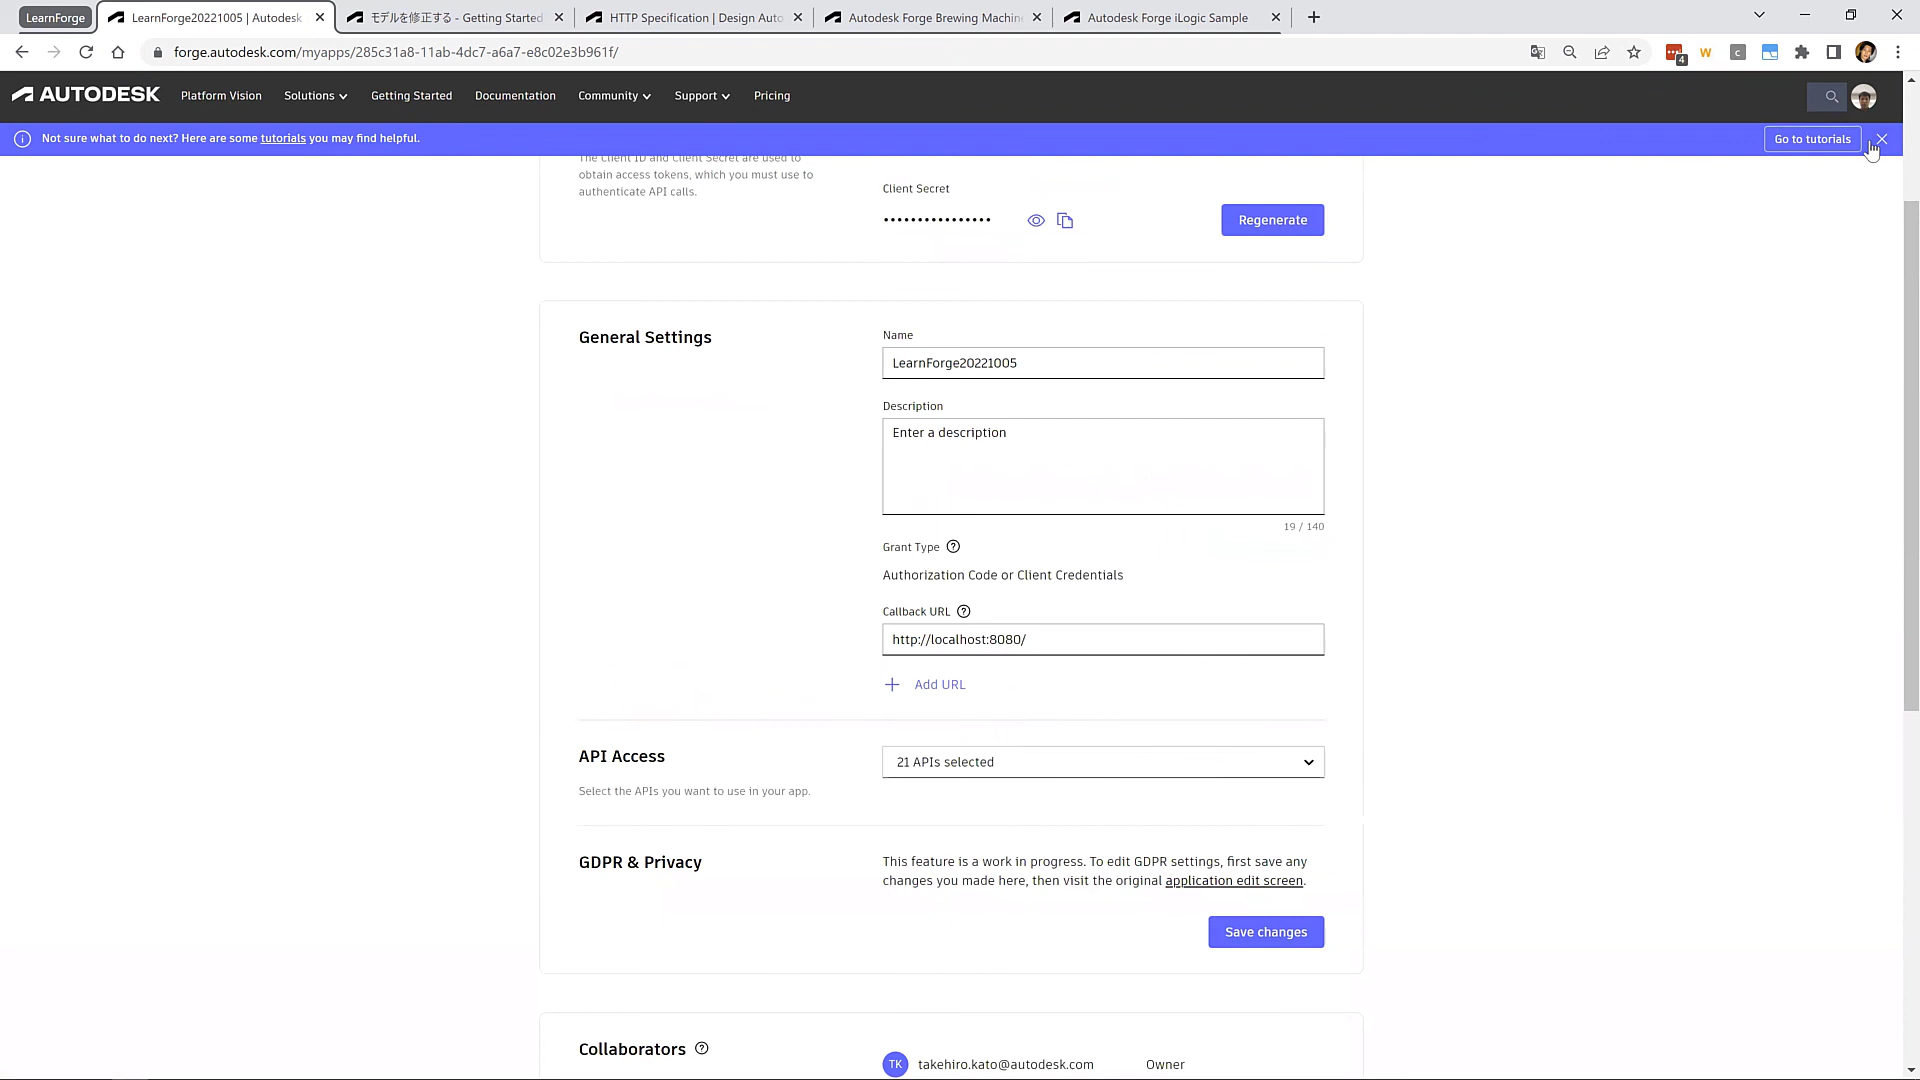 LearnForge
LearnForge20221005 | Autodesk
モデルを修正する - Getting Started
HTTP Specification | Design Auto
Autodesk Forge Brewing Machin
Autodesk Forge iLogic Sample
forge.autodesk.com/myapps/285c31a8-11ab-4dc7-a6a7-e8c02e3b961f/
4
W
c
AUTODESK
Platform Vision
Solutions
Getting Started
Documentation
Community
Support
Pricing
Not sure what to do next? Here are some tutorials you may find helpful.
Go to tutorials
The Client ID and Client Secret are used to
obtain access tokens, which you must use to
authenticate API calls.
Client Secret
••••••••••••••••
Regenerate
General Settings
Name
LearnForge20221005
Description
Enter a description
19 / 140
Grant Type
Authorization Code or Client Credentials
Callback URL
http://localhost:8080/
Add URL
API Access
21 APIs selected
Select the APIs you want to use in your app.
GDPR & Privacy
This feature is a work in progress. To edit GDPR settings, first save any
changes you made here, then visit the original application edit screen.
Save changes
Collaborators
TK
takehiro.kato@autodesk.com
Owner